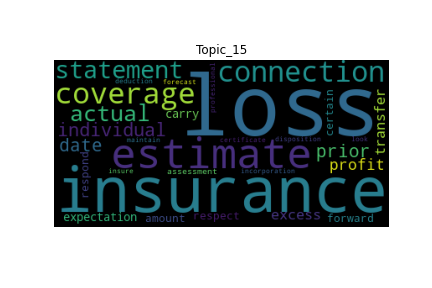 Topic_15
statement
connection
deduction
forecast
professional
loss
coverage
actual
carry
certain
transfer
individual
date
maintain
estimate
certificate
disposition
look
prior
profit
respond
insure
assessment
incorporation
insurance
expectation
amount
respect
excess
forward